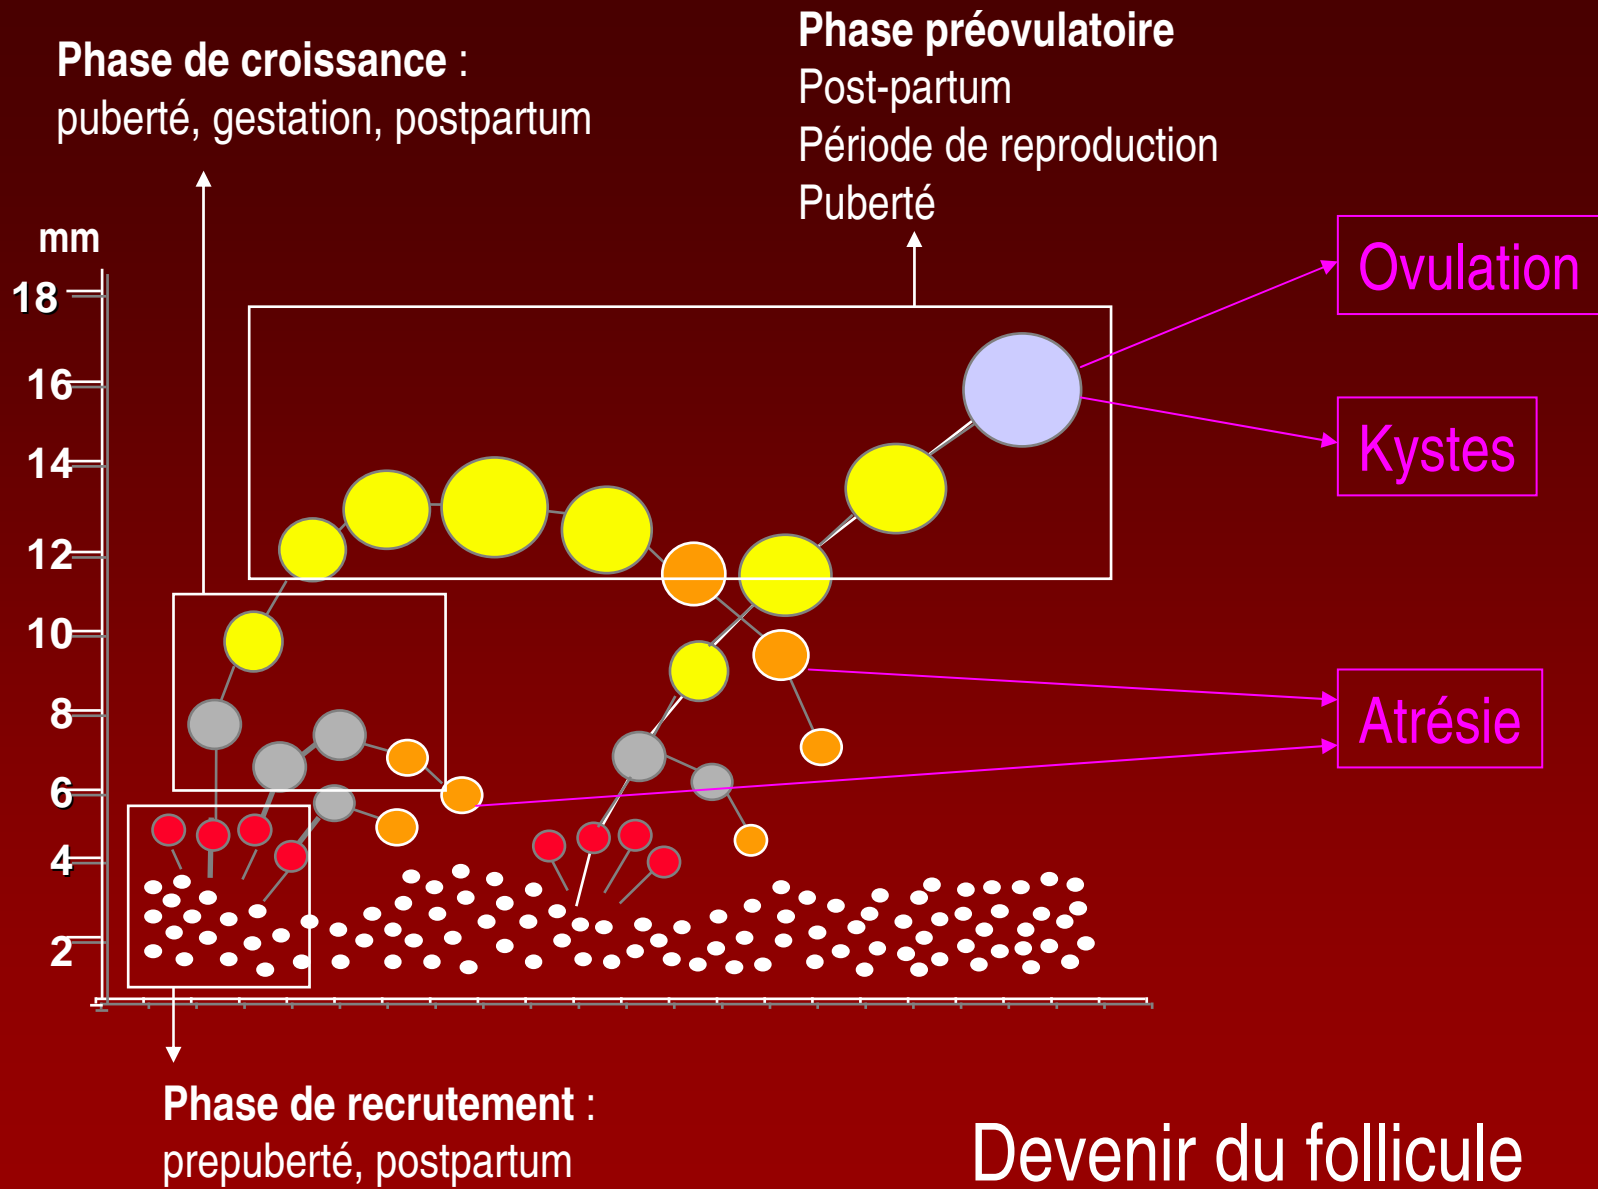 Phase de croissance :
puberté, gestation, postpartum
Phase préovulatoire
Post-partum
Période de reproduction
Puberté
mm
18
16
14
12
10
8
6
4
2
Ovulation
Kystes
Atrésie
Phase de recrutement :
prepuberté, postpartum
Devenir du follicule